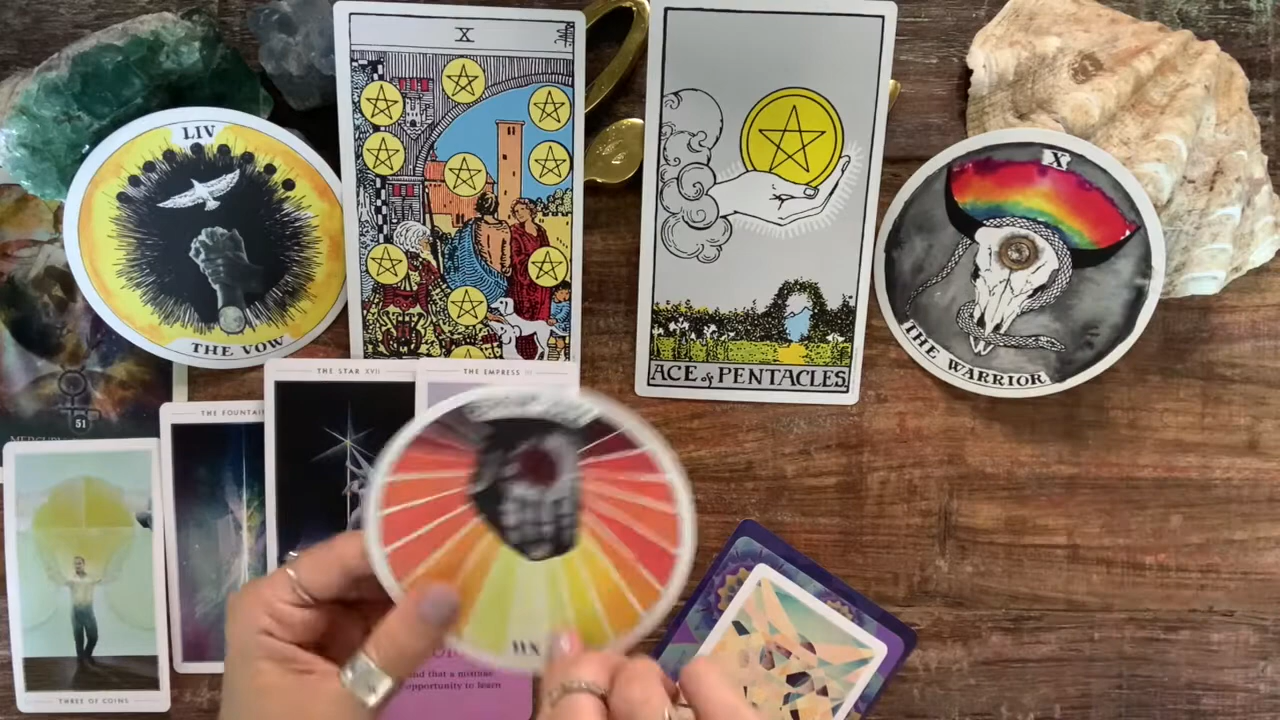 X
LIV
THE VOW
ACE of PENTACLES
X
THE WARRIOR
THE STAR XVII
THE EMPRESS III
THE FOUNTAIN
51
THREE OF COINS
and that a mistake
opportunity to learn